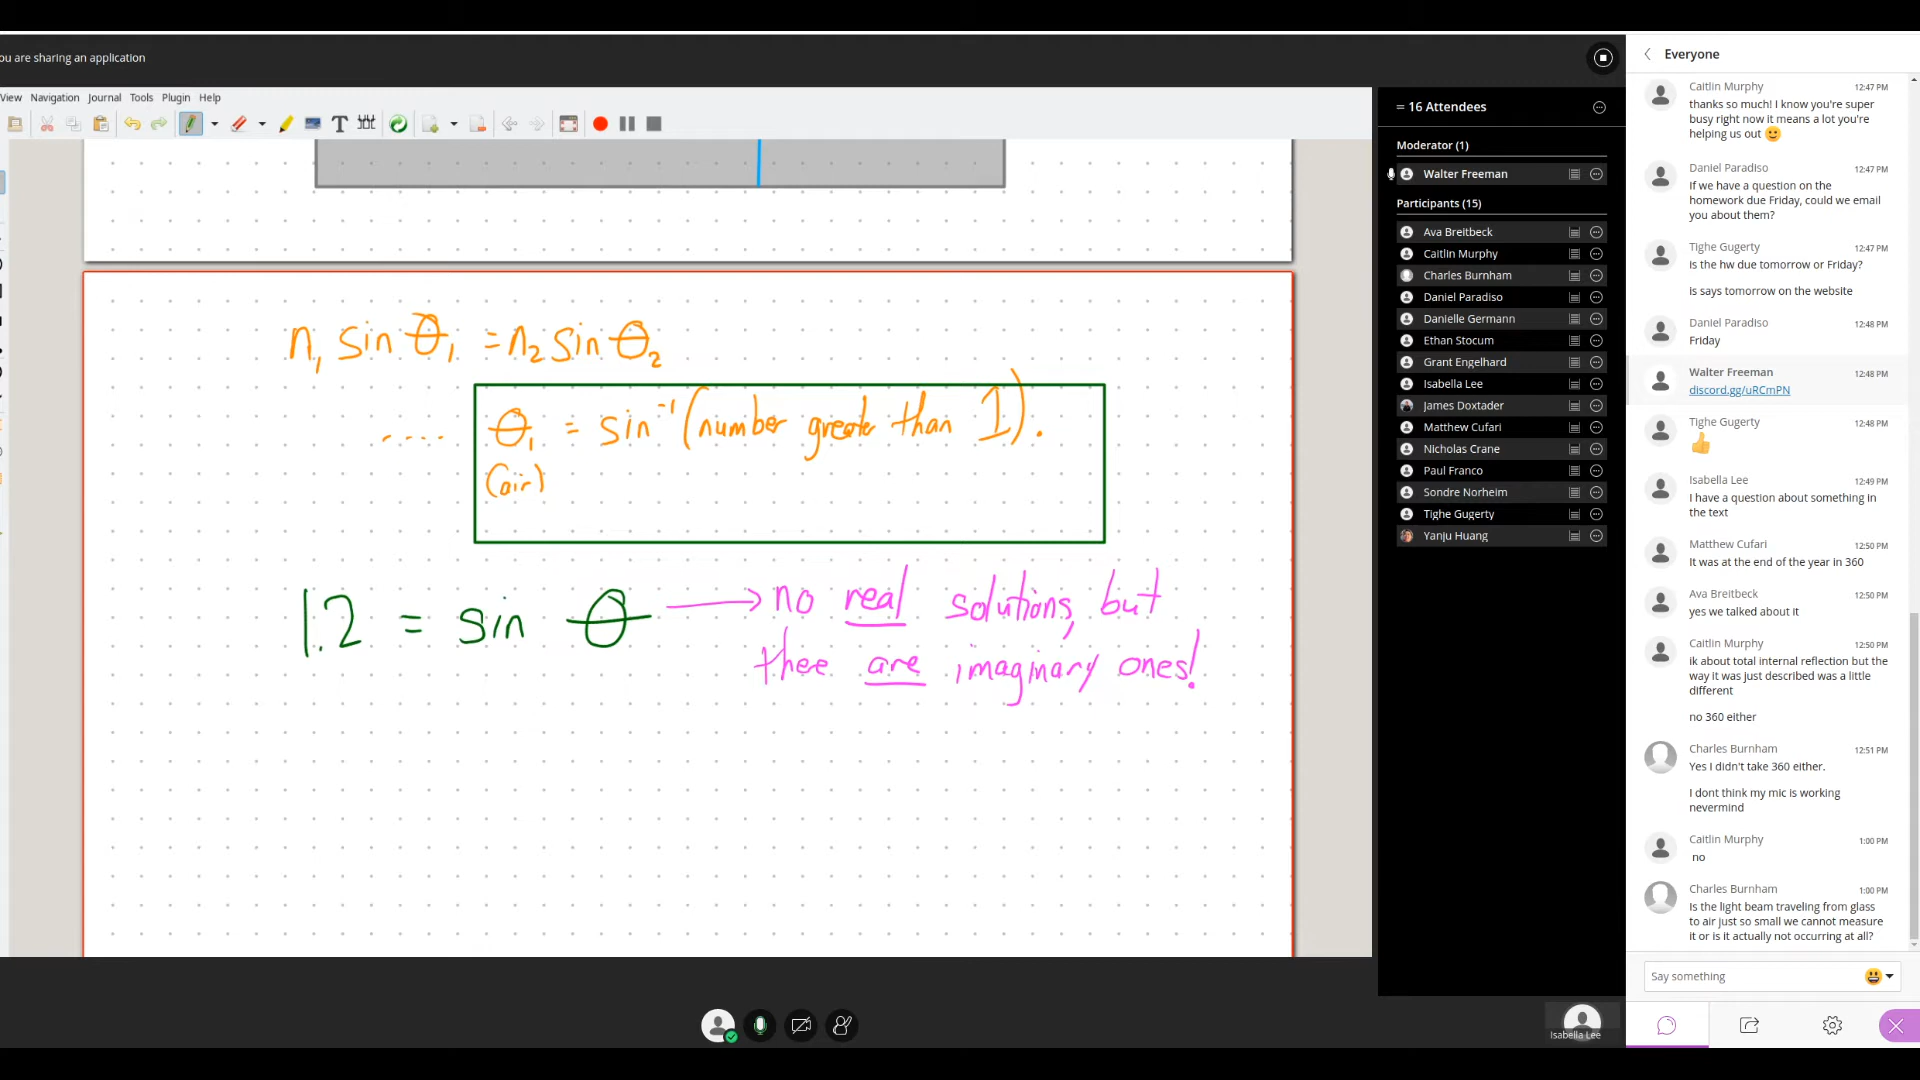 ou are sharing an application
View Navigation Journal Tools Plugin Help
n₁ sin θ₁ = n₂ sin θ₂
.... θ₁ = sin⁻¹ (number greater than 1).
(air)
1.2 = sin θ → no real solutions, but
thee are imaginary ones!
16 Attendees
Moderator (1)
Walter Freeman
Participants (15)
Ava Breitbeck
Caitlin Murphy
Charles Burnham
Daniel Paradiso
Danielle Germann
Ethan Stocum
Grant Engelhard
Isabella Lee
James Doxtader
Matthew Cufari
Nicholas Crane
Paul Franco
Sondre Norheim
Tighe Gugerty
Yanju Huang
Isabella Lee
Everyone
Caitlin Murphy 12:47 PM
thanks so much! I know you're super
busy right now it means a lot you're
helping us out 🙂
Daniel Paradiso 12:47 PM
If we have a question on the
homework due Friday, could we email
you about them?
Tighe Gugerty 12:47 PM
is the hw due tomorrow or Friday?
is says tomorrow on the website
Daniel Paradiso 12:48 PM
Friday
Walter Freeman 12:48 PM
discord.gg/uRCmPN
Tighe Gugerty 12:48 PM
👍
Isabella Lee 12:49 PM
I have a question about something in
the text
Matthew Cufari 12:50 PM
It was at the end of the year in 360
Ava Breitbeck 12:50 PM
yes we talked about it
Caitlin Murphy 12:50 PM
ik about total internal reflection but the
way it was just described was a little
different
no 360 either
Charles Burnham 12:51 PM
Yes I didn't take 360 either.
I dont think my mic is working
nevermind
Caitlin Murphy 1:00 PM
no
Charles Burnham 1:00 PM
Is the light beam traveling from glass
to air just so small we cannot measure
it or is it actually not occurring at all?
Say something